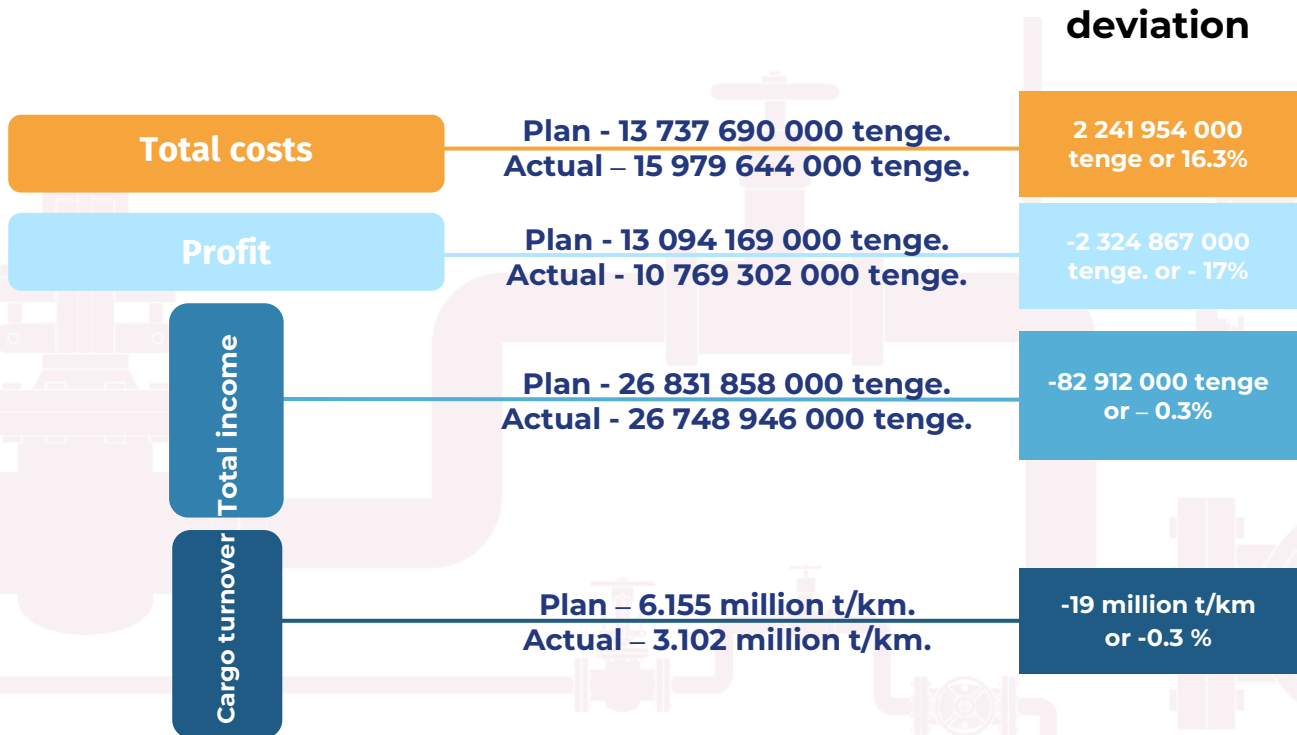 deviation
Total costs
Plan - 13 737 690 000 tenge.
Actual – 15 979 644 000 tenge.
2 241 954 000
tenge or 16.3%
Profit
Plan - 13 094 169 000 tenge.
Actual - 10 769 302 000 tenge.
-2 324 867 000
tenge. or - 17%
Total income
Plan - 26 831 858 000 tenge.
Actual - 26 748 946 000 tenge.
-82 912 000 tenge
or – 0.3%
Cargo turnover
Plan – 6.155 million t/km.
Actual – 3.102 million t/km.
-19 million t/km
or -0.3 %